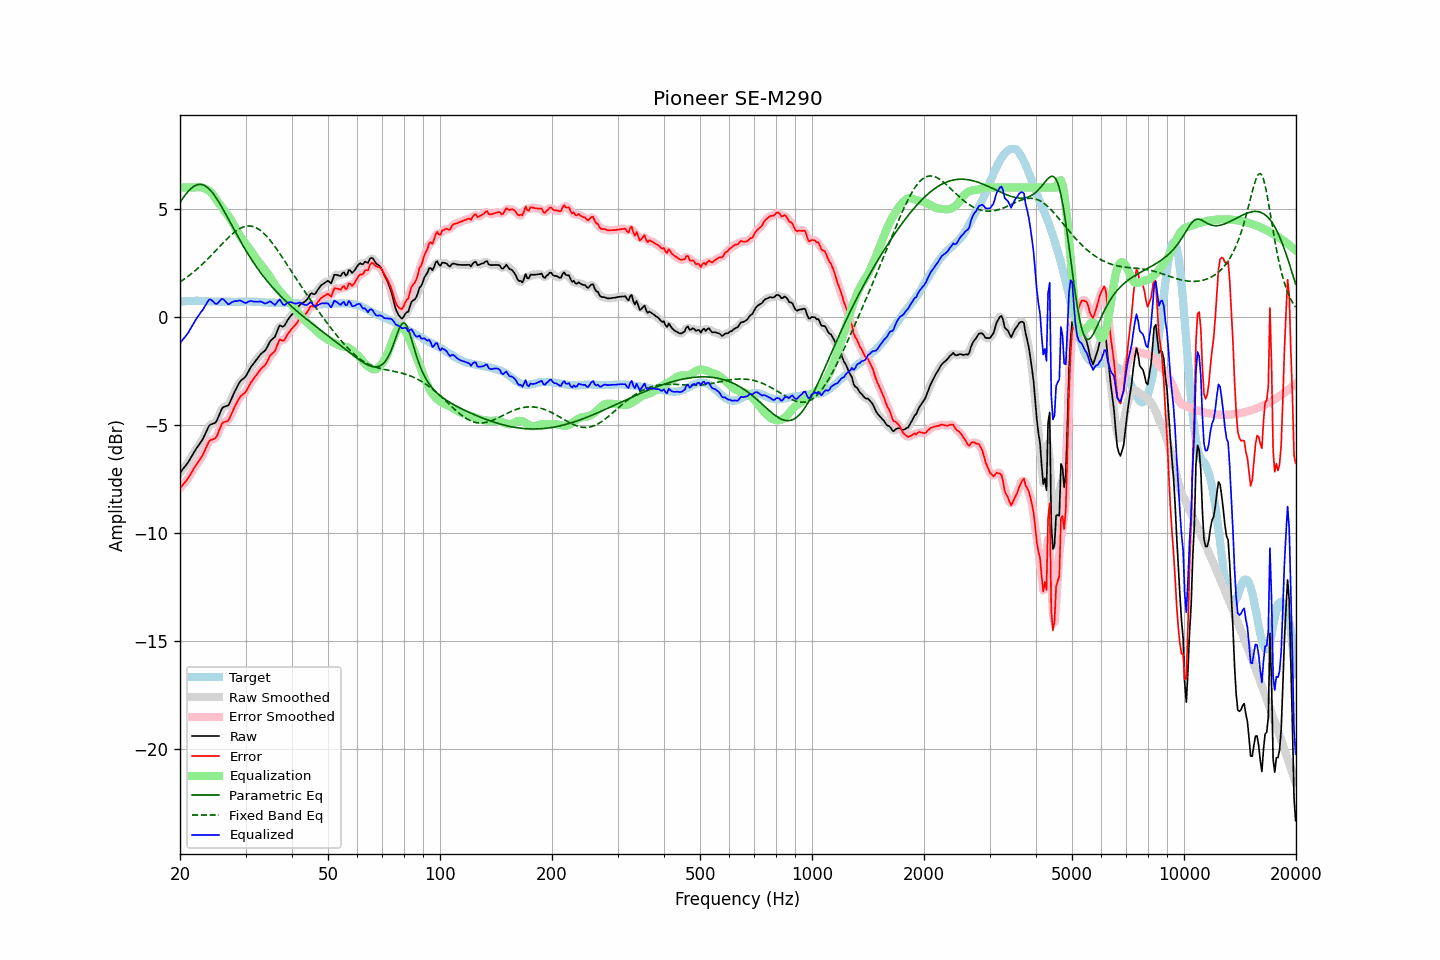 Pioneer SE-M290
Amplitude (dBr)
5
0
−5
−10
−15
−20
Target
Raw Smoothed
Error Smoothed
Raw
Error
Equalization
Parametric Eq
Fixed Band Eq
Equalized
20 50 100 200 500 1000 2000 5000 10000 20000
Frequency (Hz)